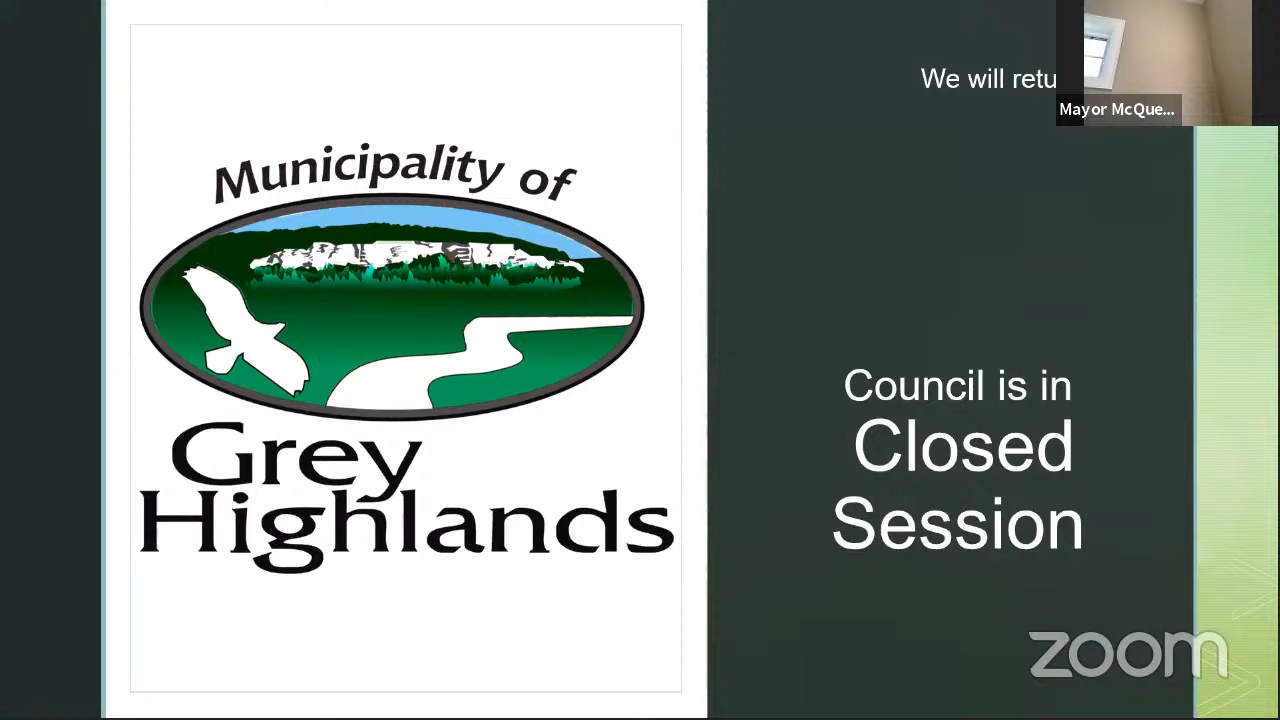 Municipality of
Grey
Highlands
We will retu
Mayor McQue...
Council is in
Closed
Session
zoom